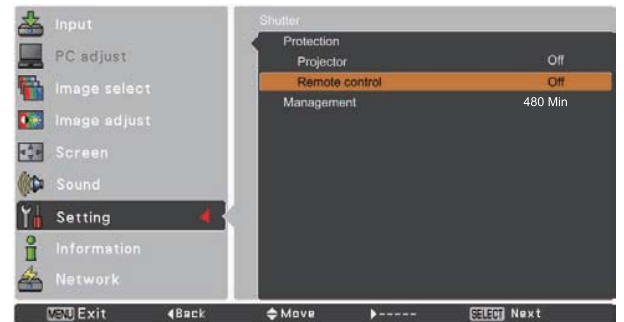 Input
PC adjust
Image select
Image adjust
Screen
Sound
Setting
Information
Network
Shutter
Protection
Projector Off
Remote control Off
Management 480 Min
MENU Exit Back Move ----- SELECT Next